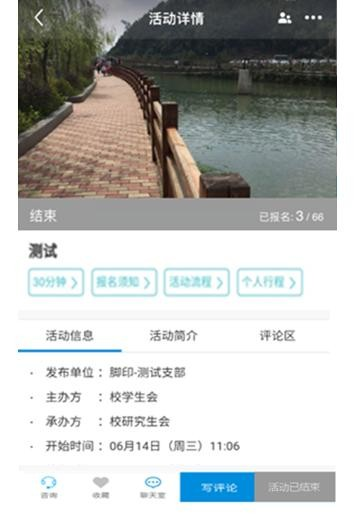 活动详情
结束 已报名: 3 / 66
测试
30分钟 报名须知 活动流程 个人行程
活动信息 活动简介 评论区
· 发布单位： 脚印-测试支部
· 主办方 ： 校学生会
· 承办方 ： 校研究生会
· 开始时间 ： 06月14日（周三）11:06
咨询 收藏 聊天室 写评论 活动已结束